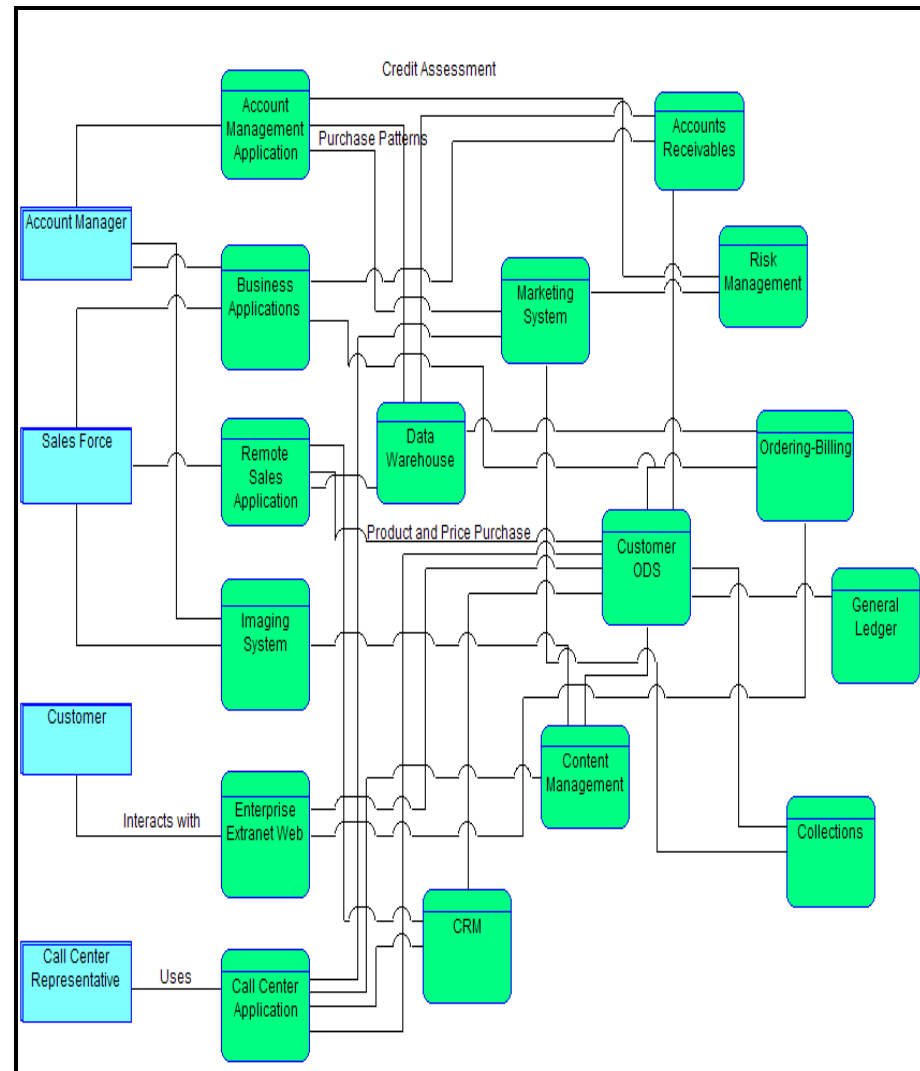 Credit Assessment
Account
Management
Application
Purchase Patterns
Accounts
Receivables
Account Manager
Business
Applications
Marketing
System
Risk
Management
Sales Force
Remote
Sales
Application
Data
Warehouse
Ordering-Billing
Product and Price Purchase
Customer
ODS
Imaging
System
General
Ledger
Customer
Content
Management
Interacts with
Enterprise
Extranet Web
Collections
CRM
Call Center
Representative
Uses
Call Center
Application